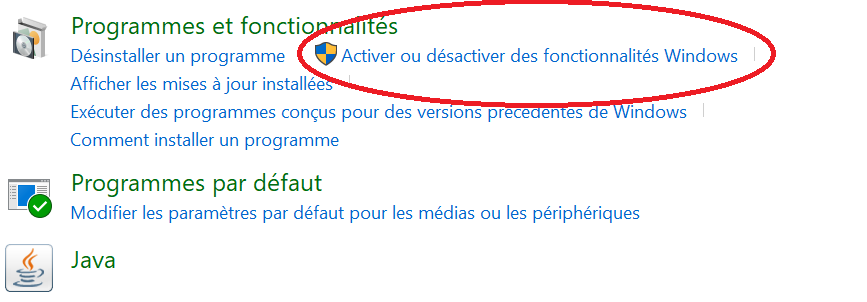 Programmes et fonctionnalités
Désinstaller un programme Activer ou désactiver des fonctionnalités Windows
Afficher les mises à jour installées
Exécuter des programmes conçus pour des versions précédentes de Windows
Comment installer un programme
Programmes par défaut
Modifier les paramètres par défaut pour les médias ou les périphériques
Java